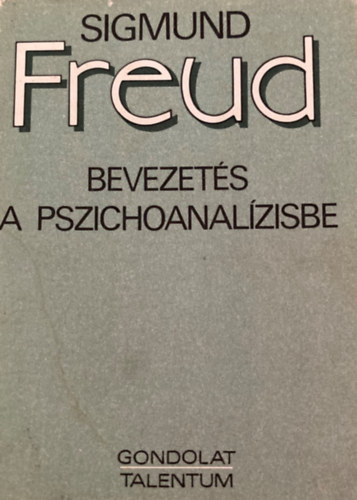 SIGMUND
Freud
BEVEZETÉS
A PSZICHOANALÍZISBE
GONDOLAT
TALENTUM